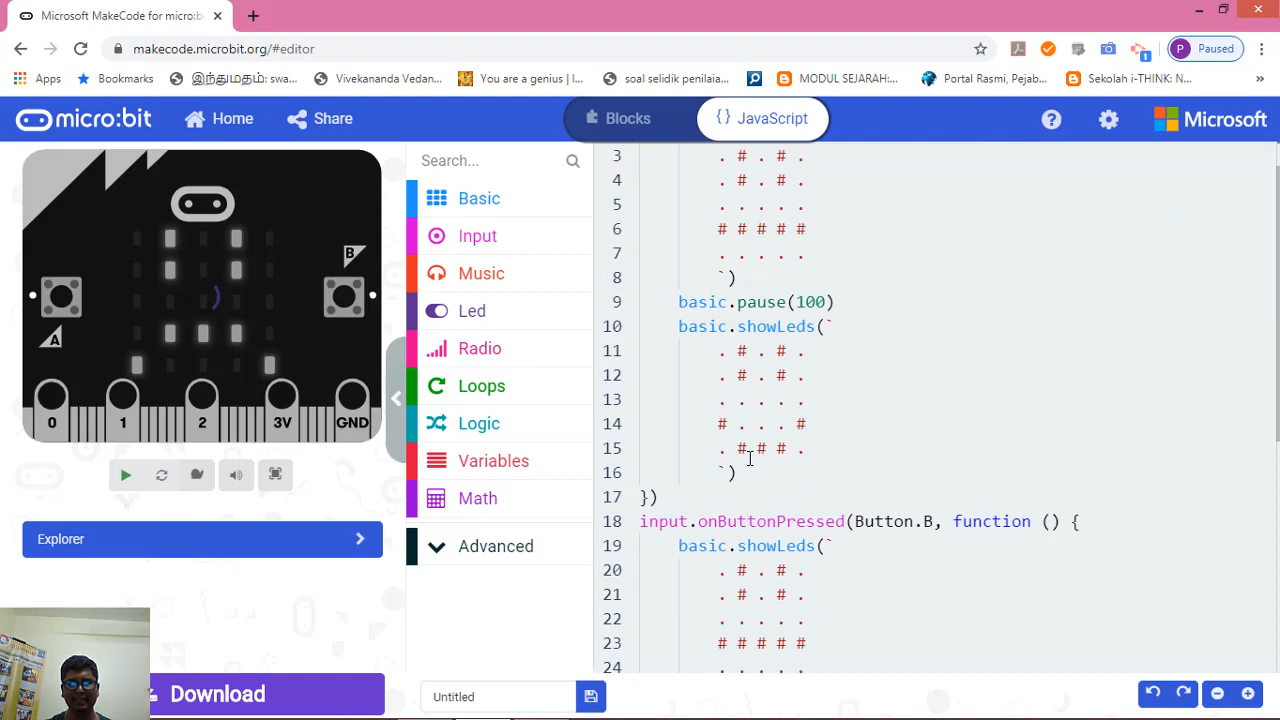 Microsoft MakeCode for micro:b
makecode.microbit.org/#editor
P Paused
Apps
Bookmarks
இந்துமதம்: swa...
Vivekananda Vedan...
You are a genius | I...
soal selidik penilaia...
MODUL SEJARAH:...
Portal Rasmi, Pejab...
Sekolah i-THINK: N...
»
micro:bit
Home
Share
Blocks
{ } JavaScript
?
Microsoft
B
A
0 1 2 3V GND
Explorer
Download
Search...
Basic
Input
Music
Led
Radio
Loops
Logic
Variables
Math
Advanced
3 . # . # .
4 . # . # .
5 . . . . .
6 # # # # #
7 . . . . .
8 `)
9 basic.pause(100)
10 basic.showLeds(`
11 . # . # .
12 . # . # .
13 . . . . .
14 # . . . #
15 . # # # .
16 `)
17 })
18 input.onButtonPressed(Button.B, function () {
19 basic.showLeds(`
20 . # . # .
21 . # . # .
22 . . . . .
23 # # # # #
24 . . . . .
Untitled